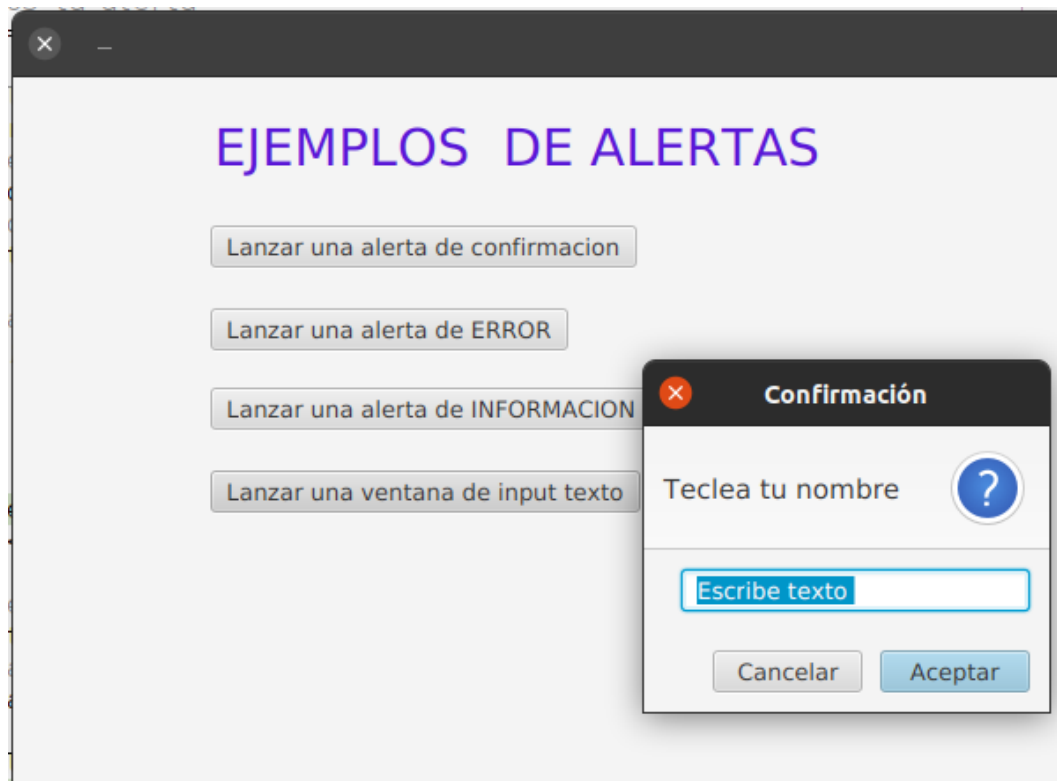 EJEMPLOS DE ALERTAS
Lanzar una alerta de confirmacion
Lanzar una alerta de ERROR
Lanzar una alerta de INFORMACION
Lanzar una ventana de input texto
Confirmación
Teclea tu nombre
?
Escribe texto
Cancelar
Aceptar